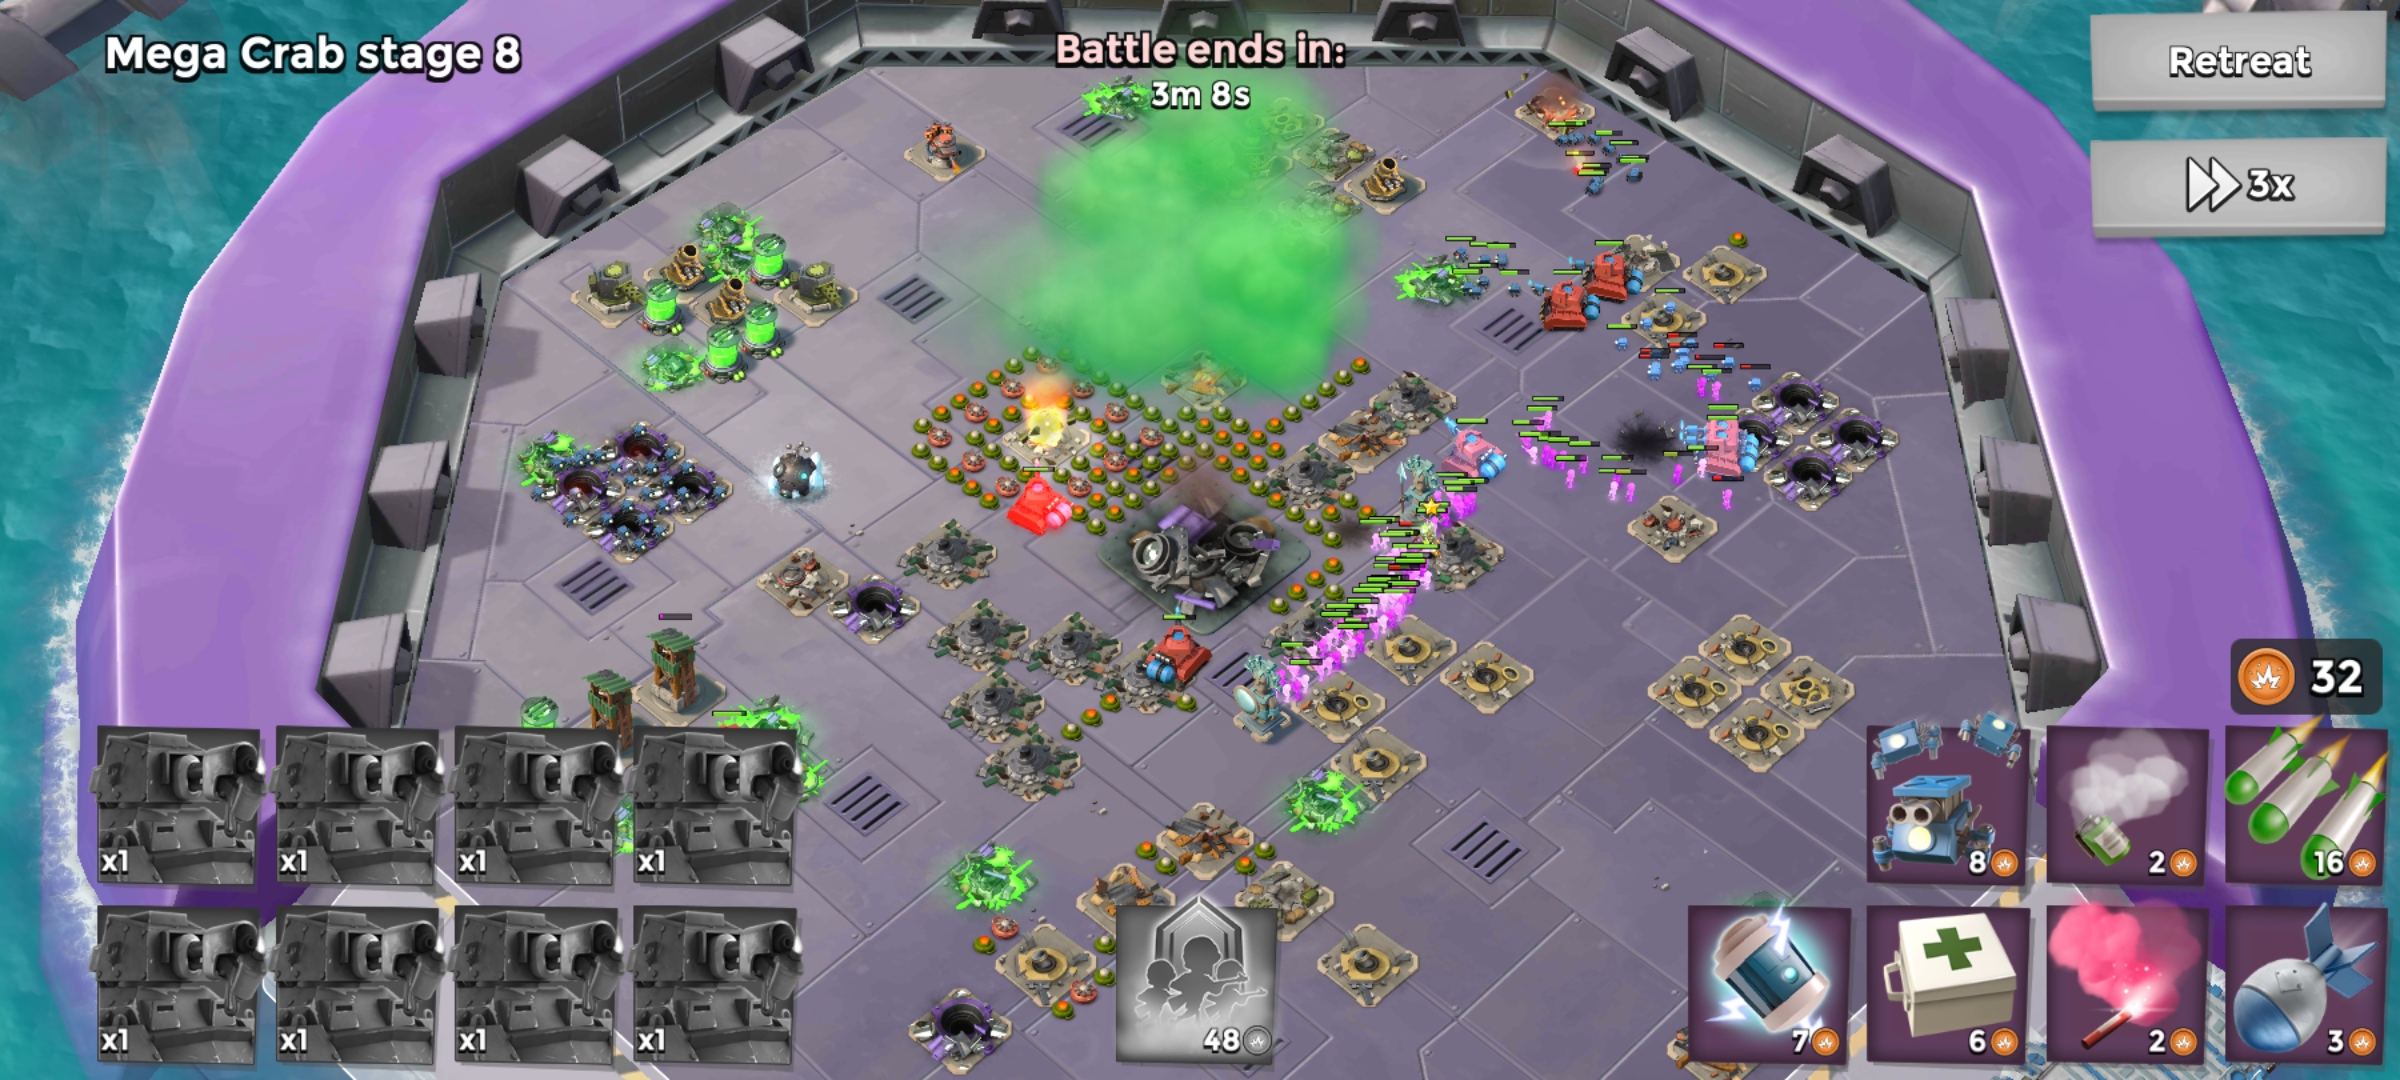 Mega Crab stage 8
Battle ends in:
3m 8s
Retreat
3x
32
8
2
16
x1
x1
x1
x1
x1
x1
x1
x1
48
7
6
2
3